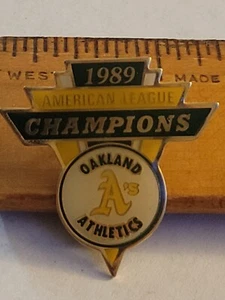 WEST
MADE
1989
AMERICAN LEAGUE
CHAMPIONS
OAKLAND
A's
ATHLETICS